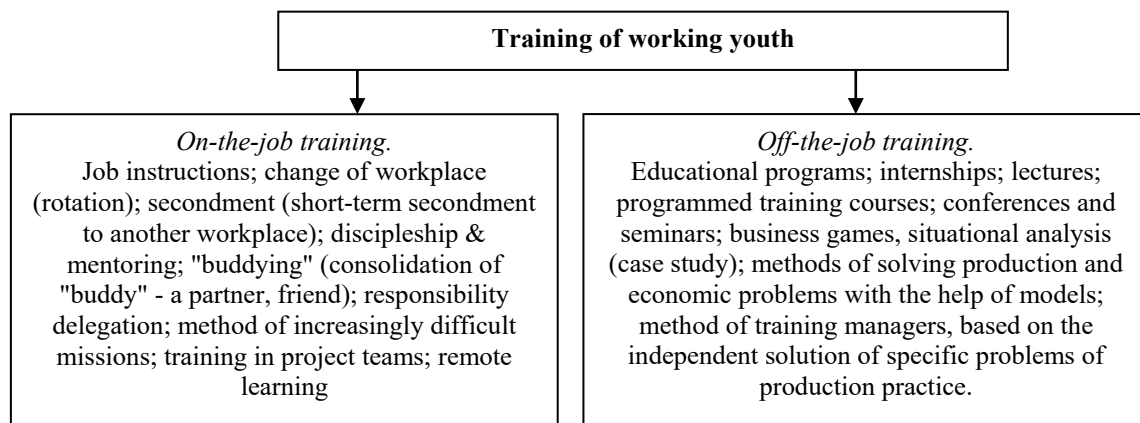 Training of working youth
On-the-job training.
Job instructions; change of workplace
(rotation); secondment (short-term secondment
to another workplace); discipleship &
mentoring; "buddying" (consolidation of
"buddy" - a partner, friend); responsibility
delegation; method of increasingly difficult
missions; training in project teams; remote
learning
Off-the-job training.
Educational programs; internships; lectures;
programmed training courses; conferences and
seminars; business games, situational analysis
(case study); methods of solving production and
economic problems with the help of models;
method of training managers, based on the
independent solution of specific problems of
production practice.